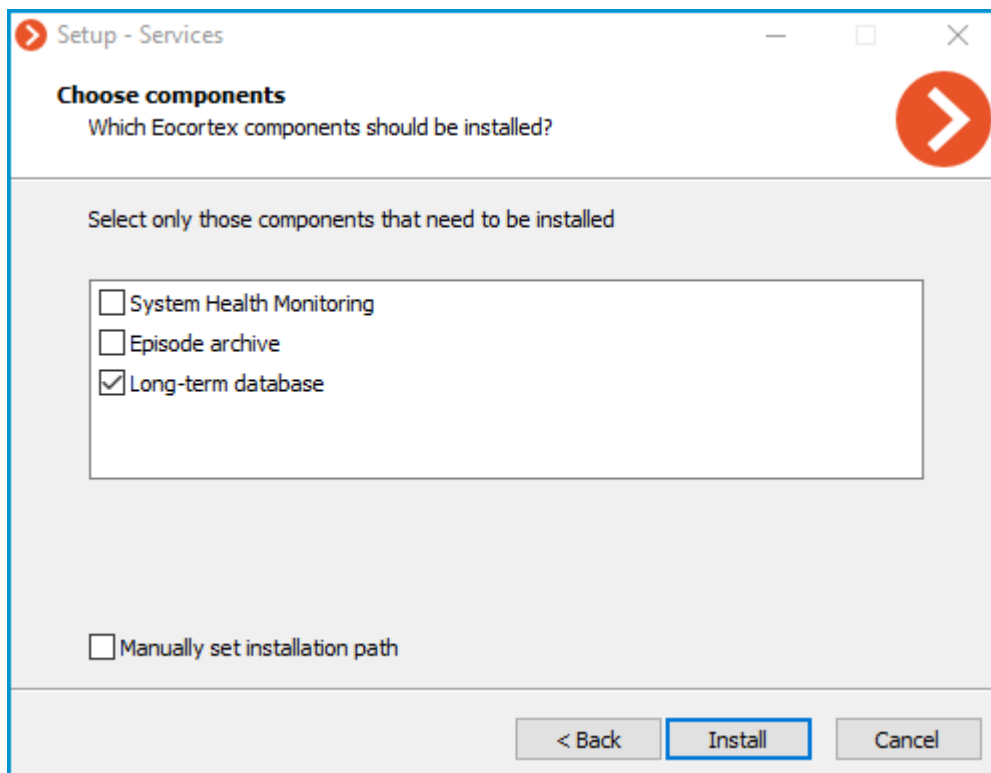 Setup - Services
Choose components
Which Eocortex components should be installed?
Select only those components that need to be installed
System Health Monitoring
Episode archive
Long-term database
Manually set installation path
< Back
Install
Cancel